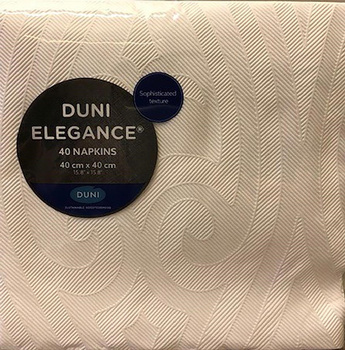 Sophisticated
texture
DUNI
ELEGANCE®
40 NAPKINS
40 cm x 40 cm
15.8" x 15.8"
DUNI